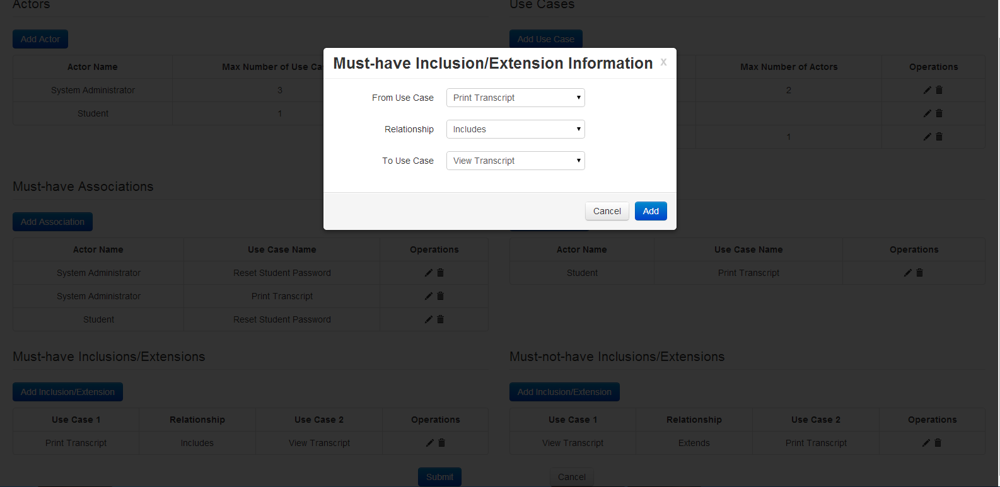 Actors
Use Cases
Add Actor
Add Use Case
Actor Name Max Number of Use Cas
Max Number of Actors Operations
System Administrator 3
2
Student 1
1
Must-have Inclusion/Extension Information x
From Use Case Print Transcript
Relationship Includes
To Use Case View Transcript
Cancel Add
Must-have Associations
Add Association
Actor Name Use Case Name Operations
System Administrator Reset Student Password
System Administrator Print Transcript
Student Reset Student Password
Actor Name Use Case Name Operations
Student Print Transcript
Must-have Inclusions/Extensions
Add Inclusion/Extension
Use Case 1 Relationship Use Case 2 Operations
Print Transcript Includes View Transcript
Must-not-have Inclusions/Extensions
Add Inclusion/Extension
Use Case 1 Relationship Use Case 2 Operations
View Transcript Extends Print Transcript
Submit Cancel